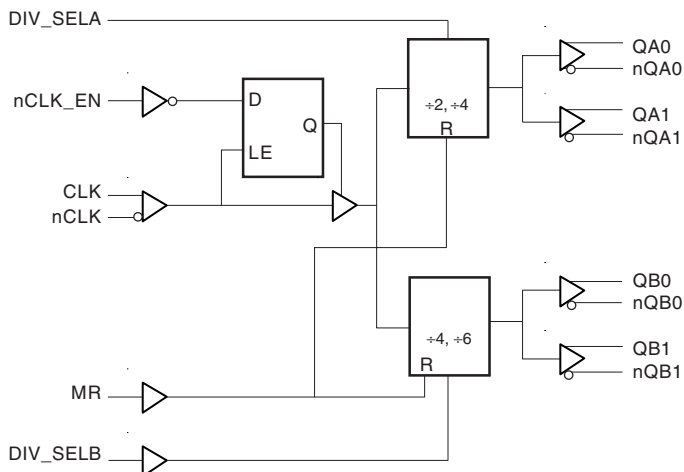 DIV_SELA
nCLK_EN
D
Q
LE
CLK
nCLK
÷2, ÷4
R
QA0
nQA0
QA1
nQA1
÷4, ÷6
R
QB0
nQB0
QB1
nQB1
MR
DIV_SELB